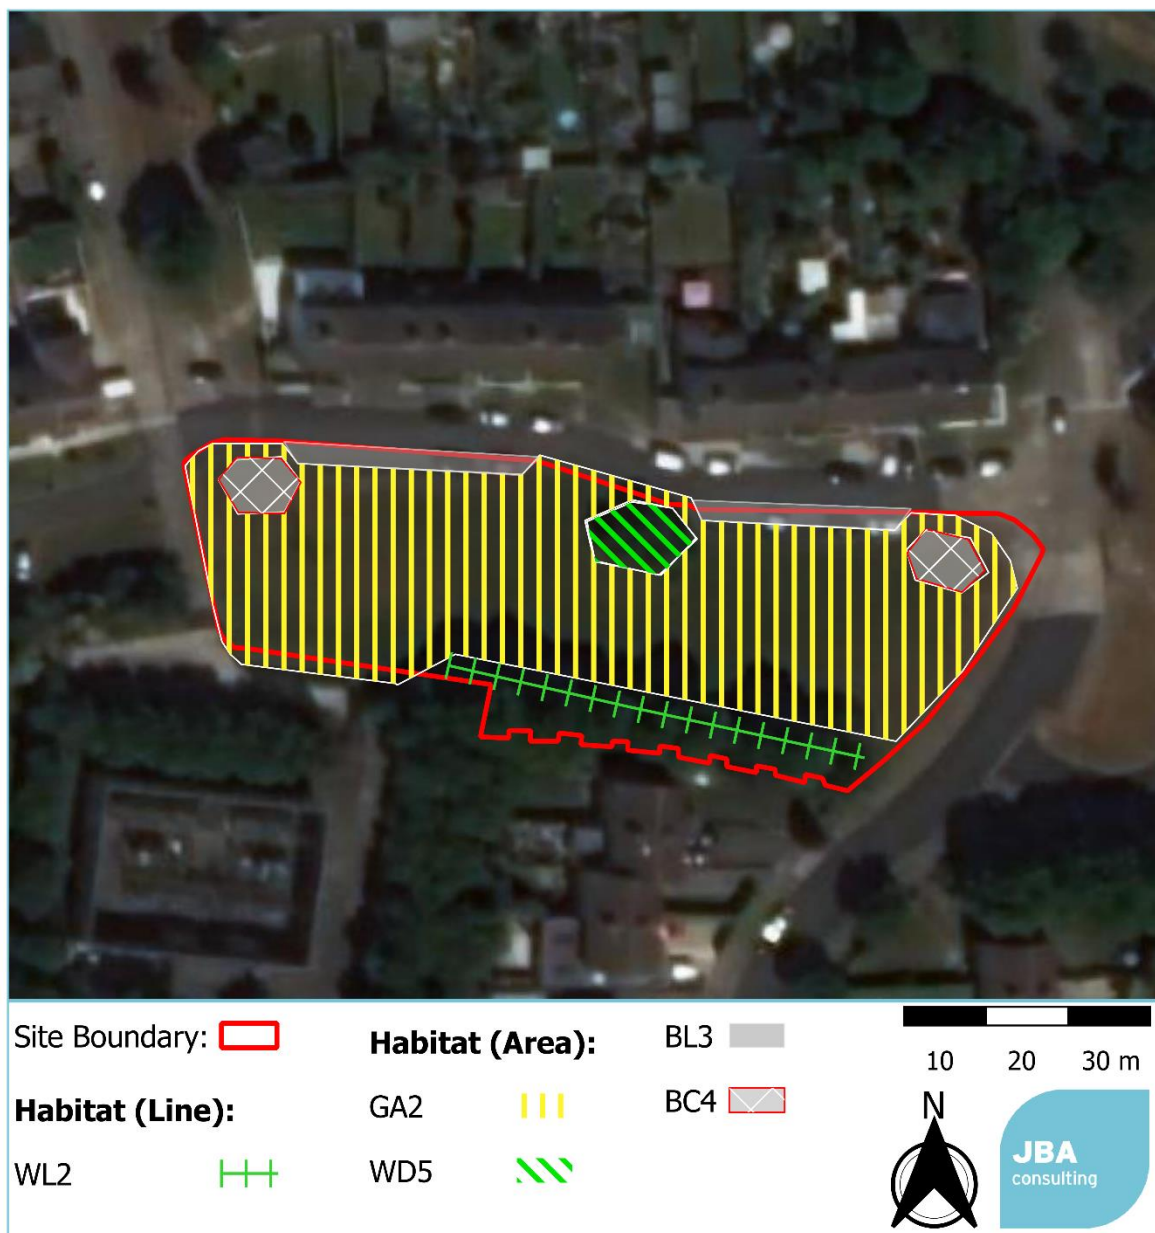 Site Boundary:
Habitat (Line):
WL2
Habitat (Area):
GA2
WD5
BL3
BC4
10 20 30 m
N
JBA
consulting